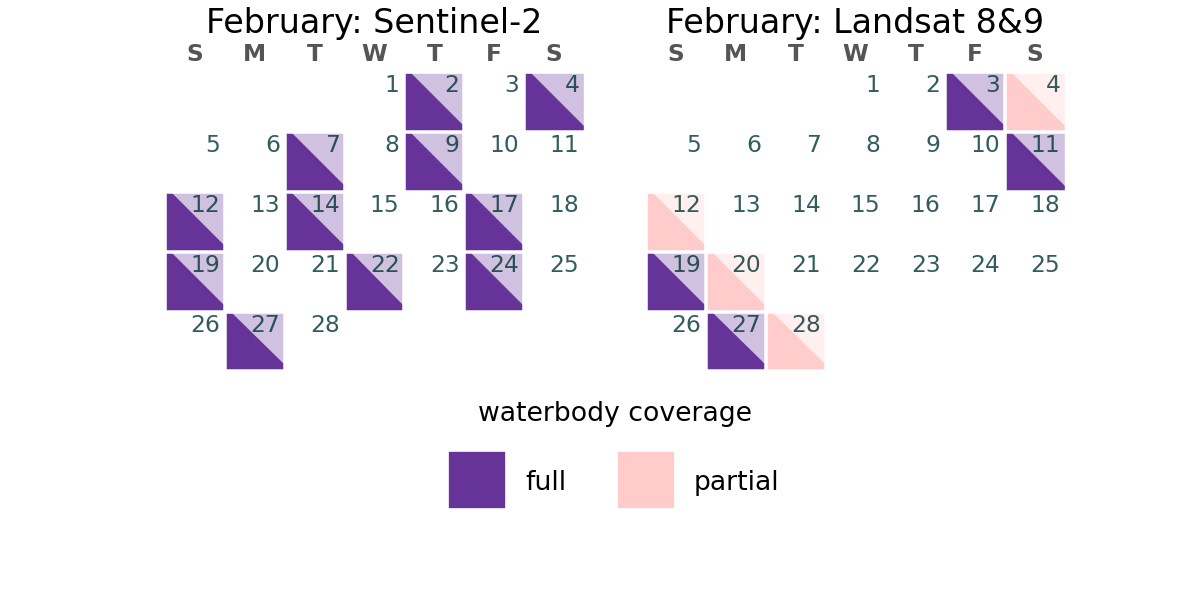 February: Sentinel-2
S M T W T F S
1 2 3 4
5 6 7 8 9 10 11
12 13 14 15 16 17 18
19 20 21 22 23 24 25
26 27 28
February: Landsat 8&9
S M T W T F S
1 2 3 4
5 6 7 8 9 10 11
12 13 14 15 16 17 18
19 20 21 22 23 24 25
26 27 28
waterbody coverage
full
partial